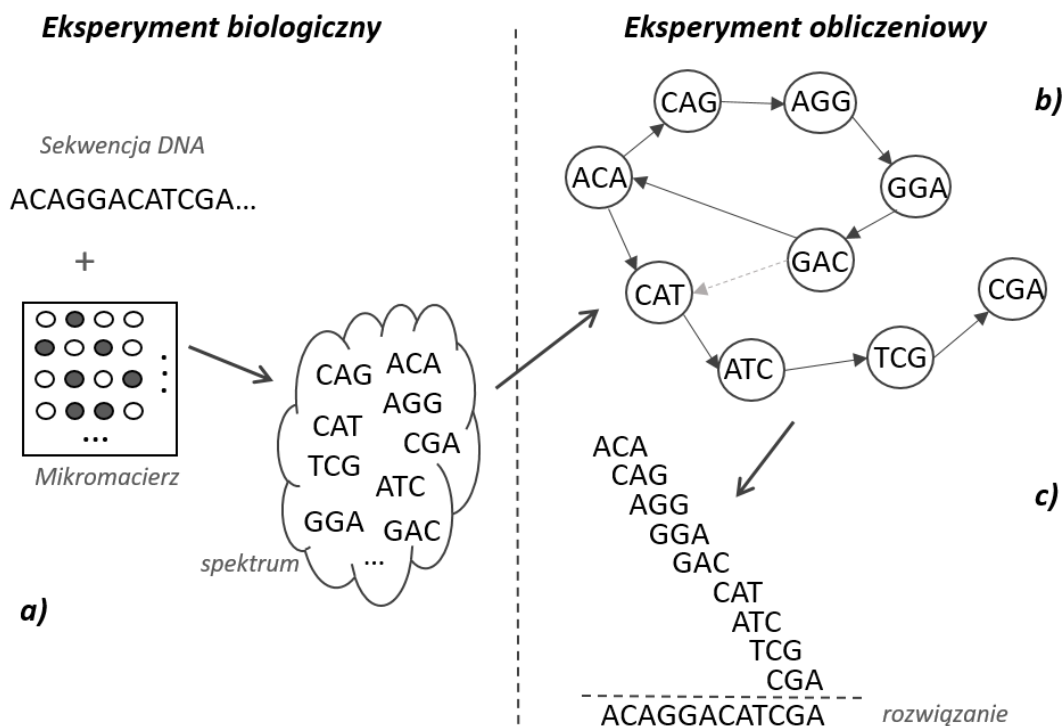 Eksperyment biologiczny
Sekwencja DNA
ACAGGACATCGA...
+
...
...
Mikromacierz
CAG
ACA
AGG
CAT
CGA
TCG
ATC
GGA
GAC
...
spektrum
a)
Eksperyment obliczeniowy
b)
CAG
AGG
ACA
GGA
GAC
CAT
CGA
ATC
TCG
c)
ACA
CAG
AGG
GGA
GAC
CAT
ATC
TCG
CGA
ACAGGACATCGA
rozwiązanie